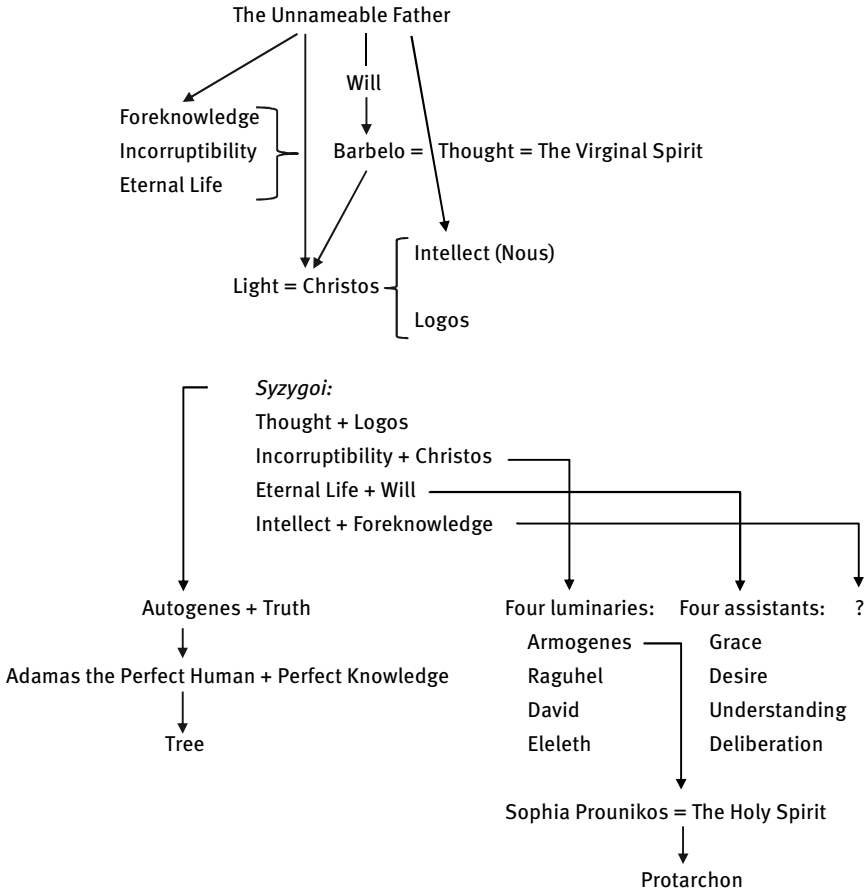 The Unnameable Father
Will
Foreknowledge
Incorruptibility
Eternal Life
Barbelo = Thought = The Virginal Spirit
Intellect (Nous)
Light = Christos
Logos
Syzygoi:
Thought + Logos
Incorruptibility + Christos
Eternal Life + Will
Intellect + Foreknowledge
Autogenes + Truth
Adamas the Perfect Human + Perfect Knowledge
Tree
Four luminaries:
Armogenes
Raguhel
David
Eleleth
Four assistants:
Grace
Desire
Understanding
Deliberation
?
Sophia Prounikos = The Holy Spirit
Protarchon